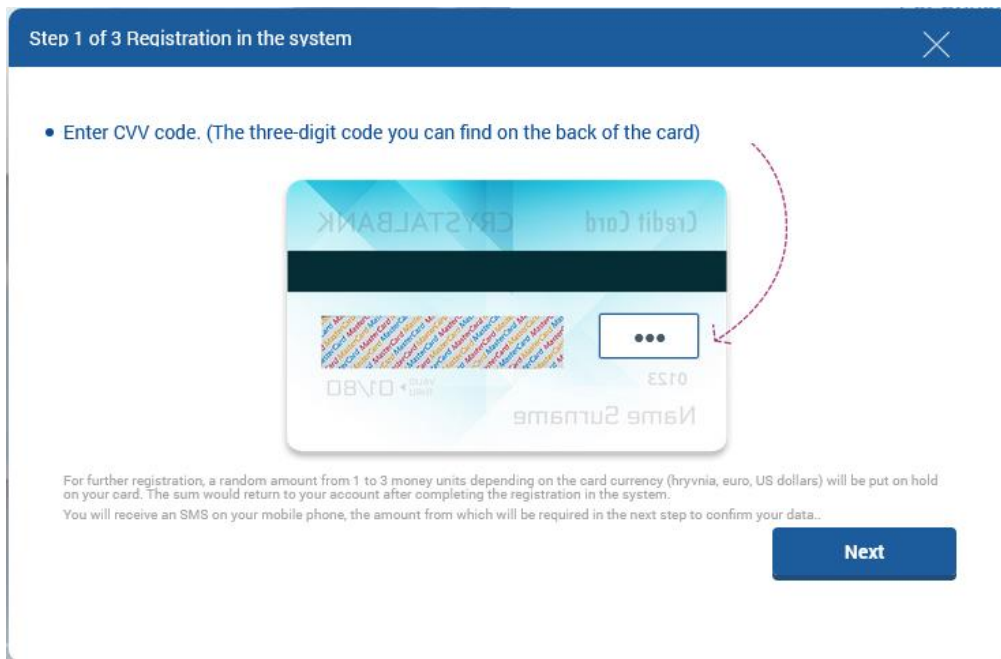 Step 1 of 3 Registration in the system
• Enter CVV code. (The three-digit code you can find on the back of the card)
CRYSTALBANK Credit Card
MasterCard MasterCard MasterCard
•••
0123
VALID THRU 01/80
Name Surname
For further registration, a random amount from 1 to 3 money units depending on the card currency (hryvnia, euro, US dollars) will be put on hold
on your card. The sum would return to your account after completing the registration in the system.
You will receive an SMS on your mobile phone, the amount from which will be required in the next step to confirm your data..
Next